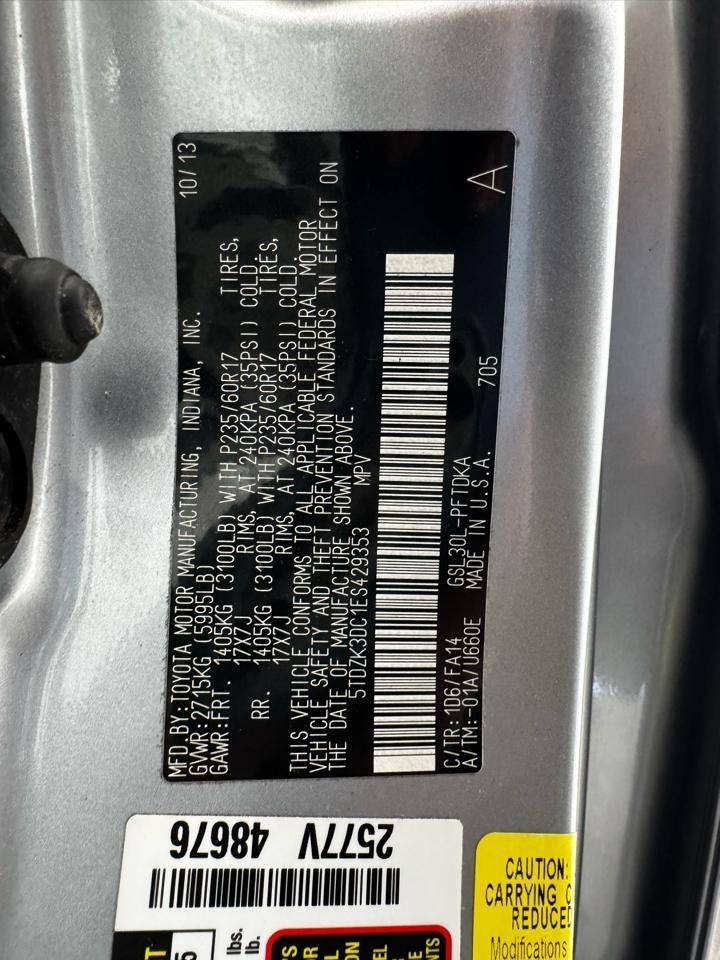 MFD.BY:TOYOTA MOTOR MANUFACTURING, INDIANA, INC. 10/13
GVWR:2715KG (5995LB)
GAWR:FRT. 1405KG (3100LB) WITH P235/60R17 TIRES,
17X7J RIMS, AT 240KPA (35PSI) COLD.
RR. 1405KG (3100LB) WITH P235/60R17 TIRES,
17X7J RIMS, AT 240KPA (35PSI) COLD.
THIS VEHICLE CONFORMS TO ALL APPLICABLE FEDERAL MOTOR
VEHICLE SAFETY AND THEFT PREVENTION STANDARDS IN EFFECT ON
THE DATE OF MANUFACTURE SHOWN ABOVE.
5TDZK3DC1ES429353 MPV
C/TR:1D6/FA14 GSL30L-PFTDKA
A/TM:-01A/U660E MADE IN U.S.A. 705 A
2577V 48676
lbs.
lb.
CAUTION:
CARRYING
REDUCED
Modifications